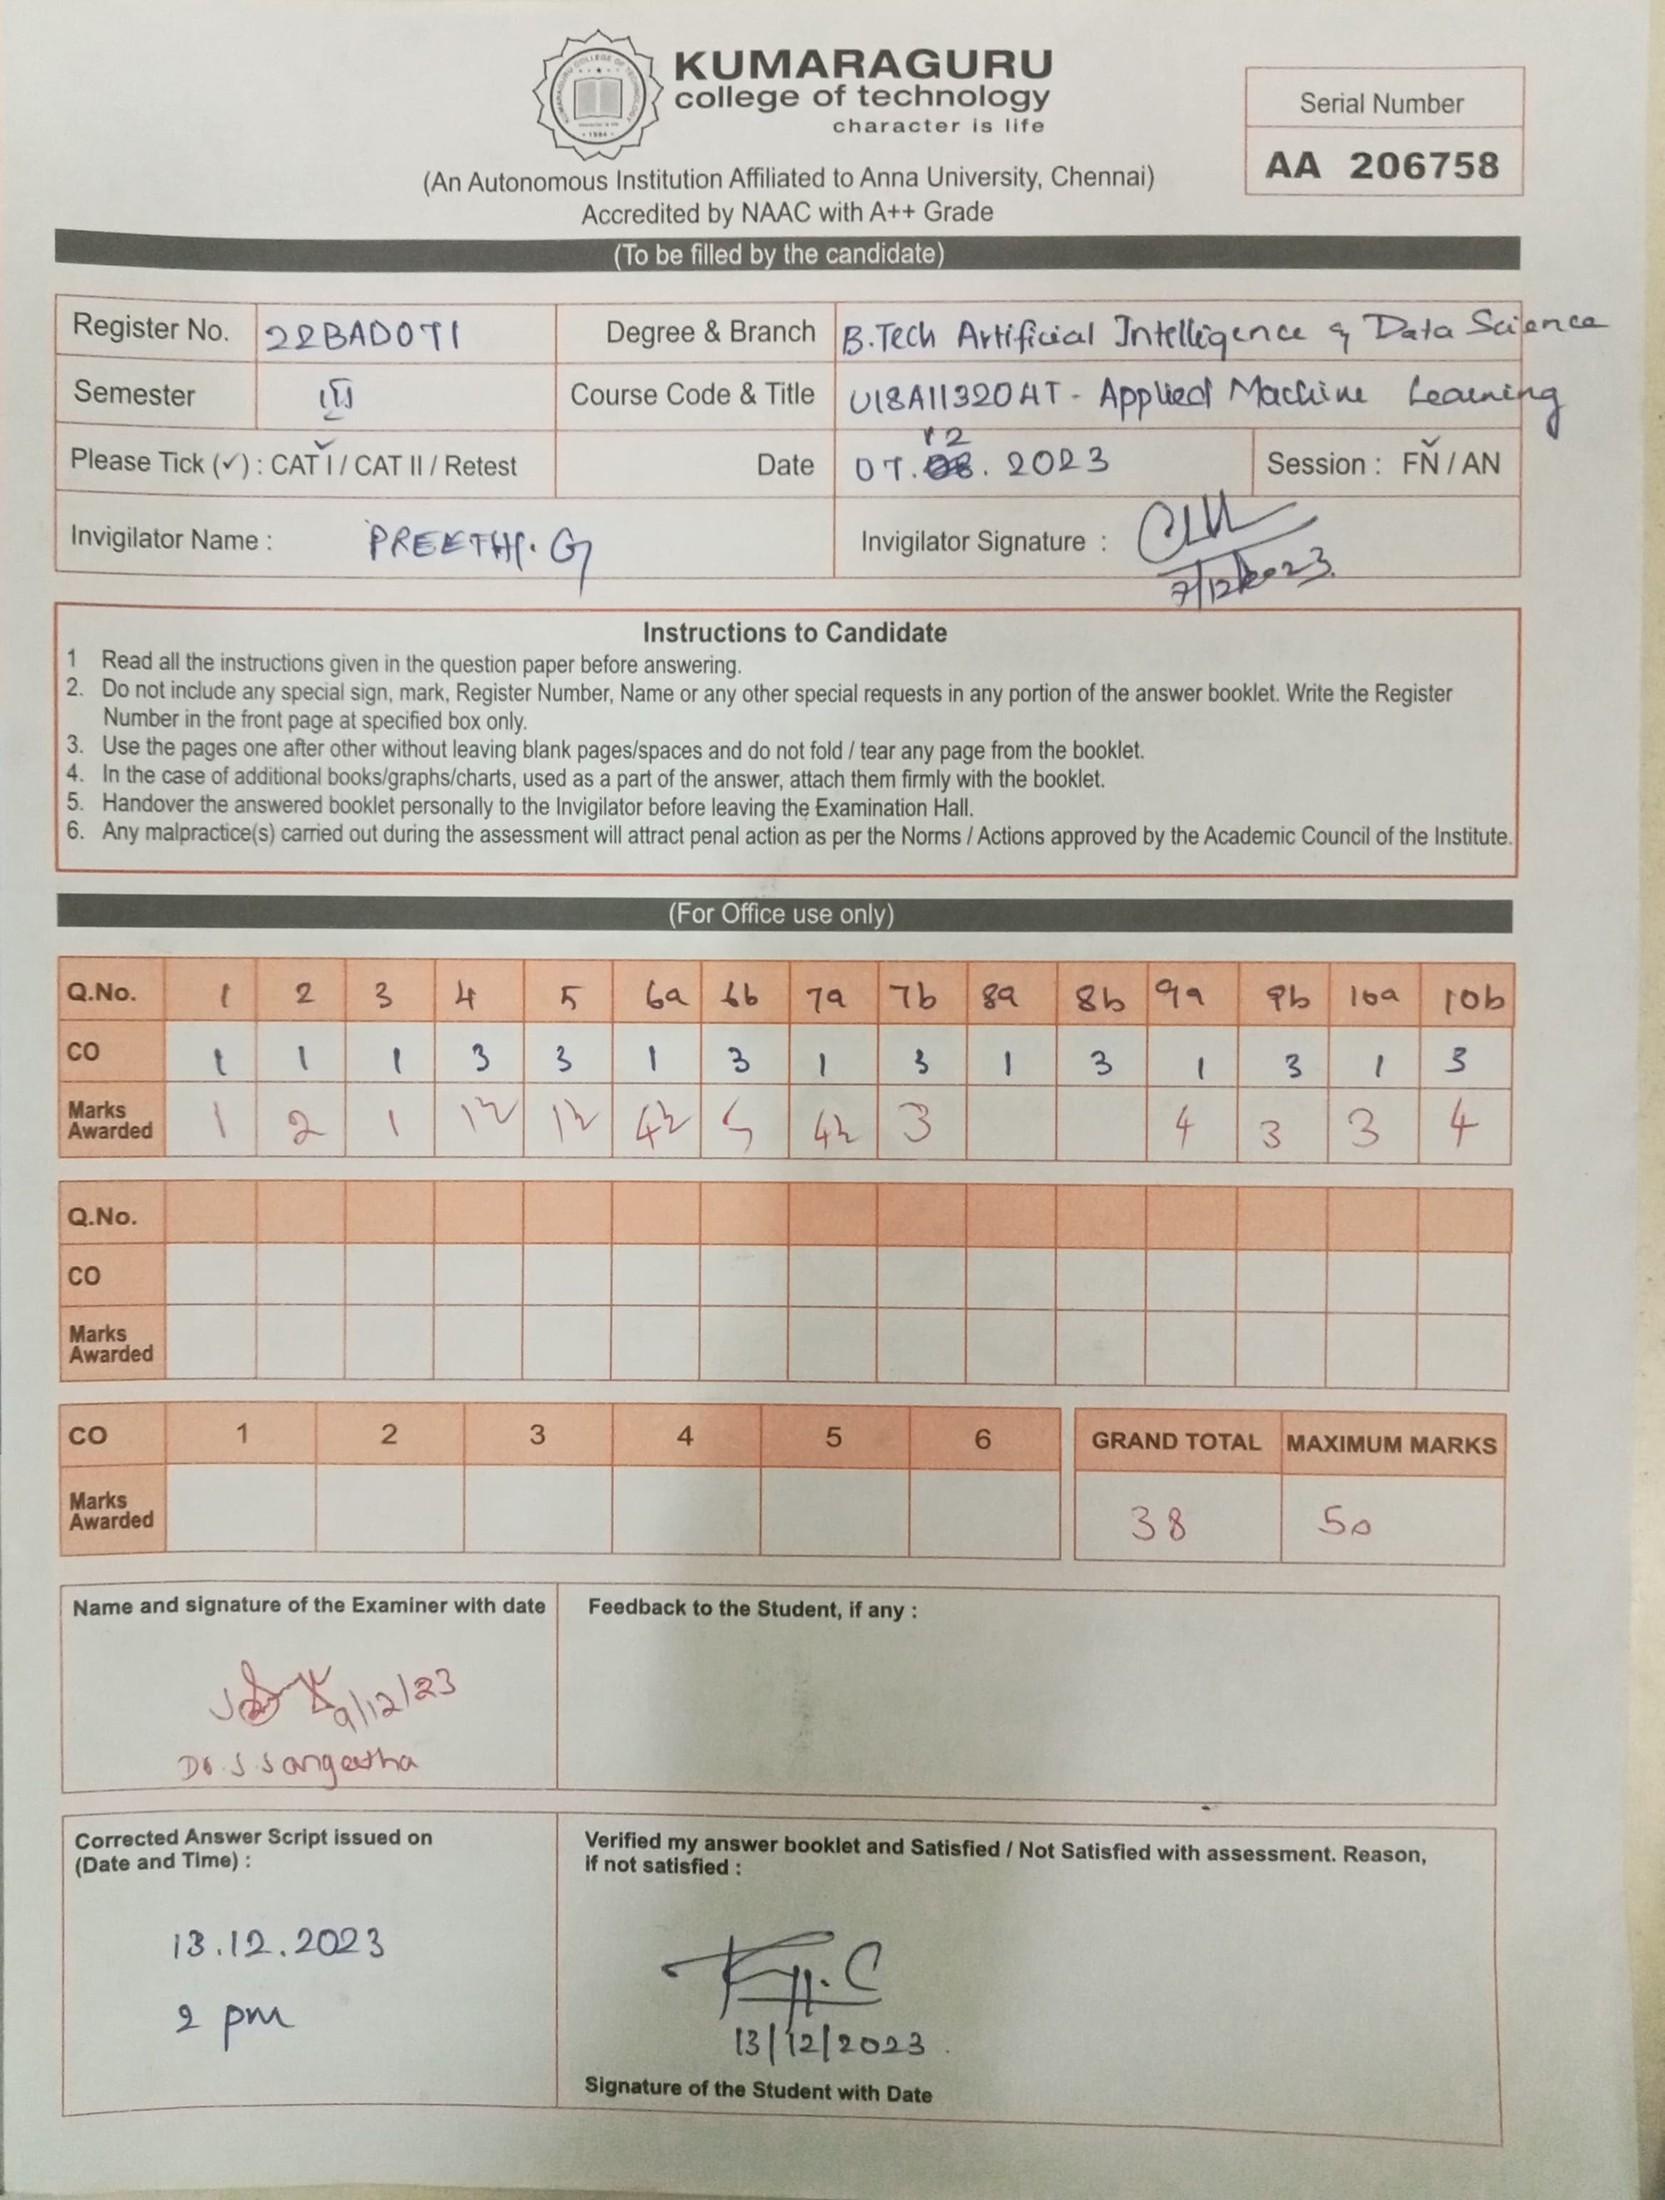 KUMARAGURU
college of technology
character is life
Serial Number
AA 206758
(An Autonomous Institution Affiliated to Anna University, Chennai)
Accredited by NAAC with A++ Grade
(To be filled by the candidate)
Register No. 22BAD071 Degree & Branch B.Tech Artificial Intelligence & Data Science
Semester III Course Code & Title U18AII3204T - Applied Machine Learning
Please Tick (✓) : CAT I / CAT II / Retest Date 07.12.2023 Session : FN / AN
Invigilator Name : PREETHI. G Invigilator Signature :
7/12/2023
Instructions to Candidate
1 Read all the instructions given in the question paper before answering.
2. Do not include any special sign, mark, Register Number, Name or any other special requests in any portion of the answer booklet. Write the Register
Number in the front page at specified box only.
3. Use the pages one after other without leaving blank pages/spaces and do not fold / tear any page from the booklet.
4. In the case of additional books/graphs/charts, used as a part of the answer, attach them firmly with the booklet.
5. Handover the answered booklet personally to the Invigilator before leaving the Examination Hall.
6. Any malpractice(s) carried out during the assessment will attract penal action as per the Norms / Actions approved by the Academic Council of the Institute.
(For Office use only)
Q.No. 1 2 3 4 5 6a 6b 7a 7b 8a 8b 9a 9b 10a 10b
CO 1 1 1 3 3 1 3 1 3 1 3 1 3 1 3
Marks Awarded 1 2 1 1½ 1½ 4½ 5 4½ 3 4 3 3 4
Q.No.
CO
Marks Awarded
CO 1 2 3 4 5 6 GRAND TOTAL MAXIMUM MARKS
Marks Awarded 38 50
Name and signature of the Examiner with date Feedback to the Student, if any :
9/12/23
Dr. J. Sangeetha
Corrected Answer Script issued on
(Date and Time) :
13.12.2023
2 pm
Verified my answer booklet and Satisfied / Not Satisfied with assessment. Reason,
if not satisfied :
13/12/2023
Signature of the Student with Date